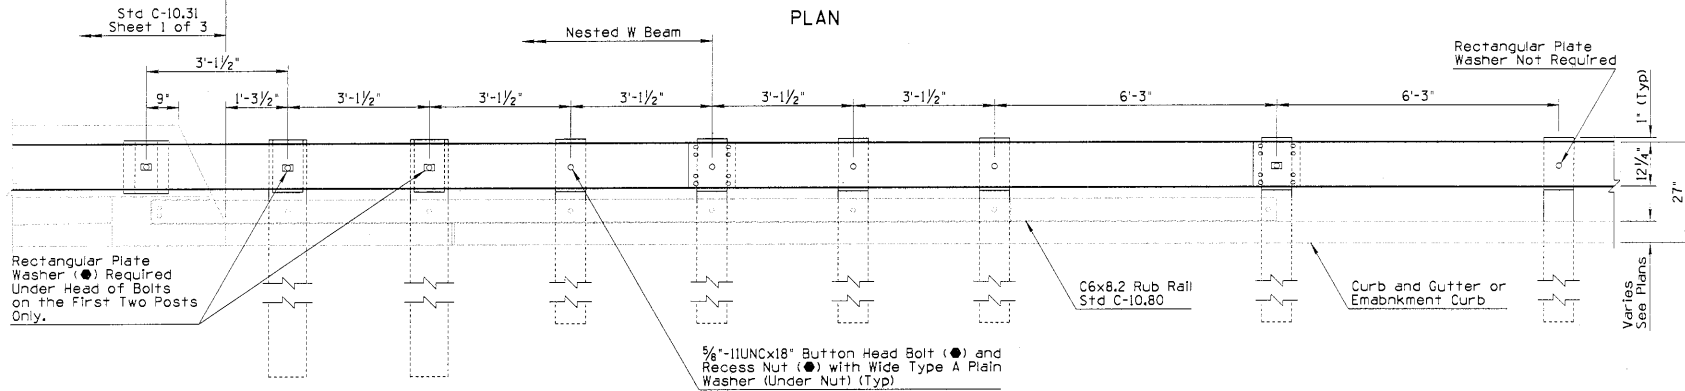 PLAN
Std C-10.31
Sheet 1 of 3
Nested W Beam
Rectangular Plate
Washer Not Required
3'-1½"
9"
1'-3½"
3'-1½"
3'-1½"
3'-1½"
3'-1½"
3'-1½"
6'-3"
6'-3"
1" (Typ)
12¼"
27"
Varies
See Plans
Rectangular Plate
Washer (⬣) Required
Under Head of Bolts
on the First Two Posts
Only.
C6x8.2 Rub Rail
Std C-10.80
Curb and Gutter or
Emabnkment Curb
⅝"-11UNCx18" Button Head Bolt (⬣) and
Recess Nut (⬣) with Wide Type A Plain
Washer (Under Nut) (Typ)